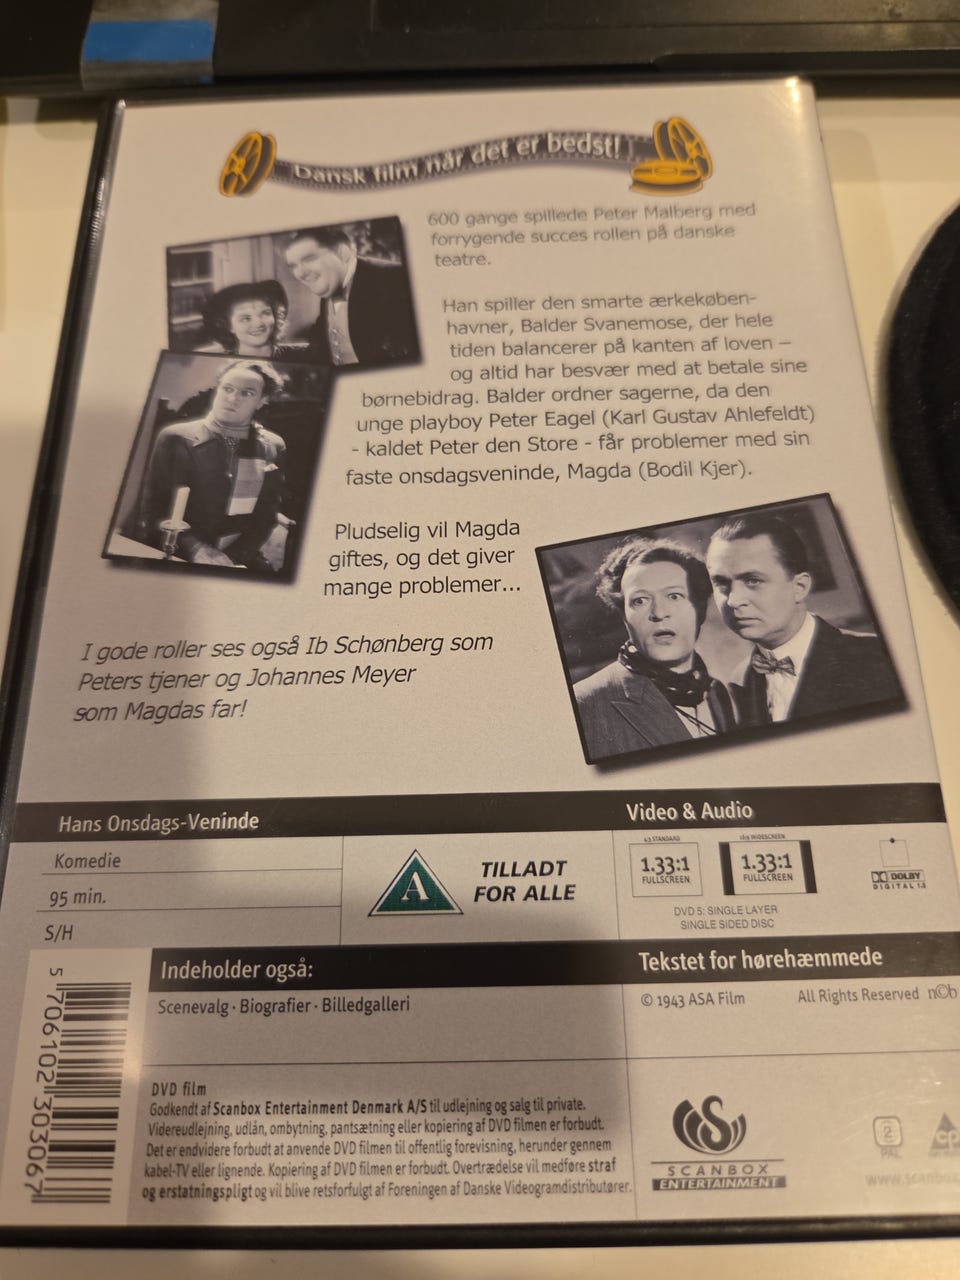 Dansk film når det er bedst!
600 gange spillede Peter Malberg med
forrygende succes rollen på danske
teatre.
Han spiller den smarte ærkekøben-
havner, Balder Svanemose, der hele
tiden balancerer på kanten af loven –
og altid har besvær med at betale sine
børnebidrag. Balder ordner sagerne, da den
unge playboy Peter Eagel (Karl Gustav Ahlefeldt)
- kaldet Peter den Store - får problemer med sin
faste onsdagsveninde, Magda (Bodil Kjer).
Pludselig vil Magda
giftes, og det giver
mange problemer...
I gode roller ses også Ib Schønberg som
Peters tjener og Johannes Meyer
som Magdas far!
Hans Onsdags-Veninde
Komedie
95 min.
S/H
A
TILLADT
FOR ALLE
Video & Audio
4:3 STANDARD
1.33:1
FULLSCREEN
16:9 WIDESCREEN
1.33:1
FULLSCREEN
DOLBY
DIGITAL 1.0
DVD 5: SINGLE LAYER
SINGLE SIDED DISC
Indeholder også:
Scenevalg · Biografier · Billedgalleri
Tekstet for hørehæmmede
© 1943 ASA Film
All Rights Reserved n©b
5 706102 303067
DVD film
Godkendt af Scanbox Entertainment Denmark A/S til udlejning og salg til private.
Videreudlejning, udlån, ombytning, pantsætning eller kopiering af DVD filmen er forbudt.
Det er endvidere forbudt at anvende DVD filmen til offentlig forevisning, herunder gennem
kabel-TV eller lignende. Kopiering af DVD filmen er forbudt. Overtrædelse vil medføre straf
og erstatningspligt og vil blive retsforfulgt af Foreningen af Danske Videogramdistributører.
SCANBOX
ENTERTAINMENT
2
PAL
www.scanbox.